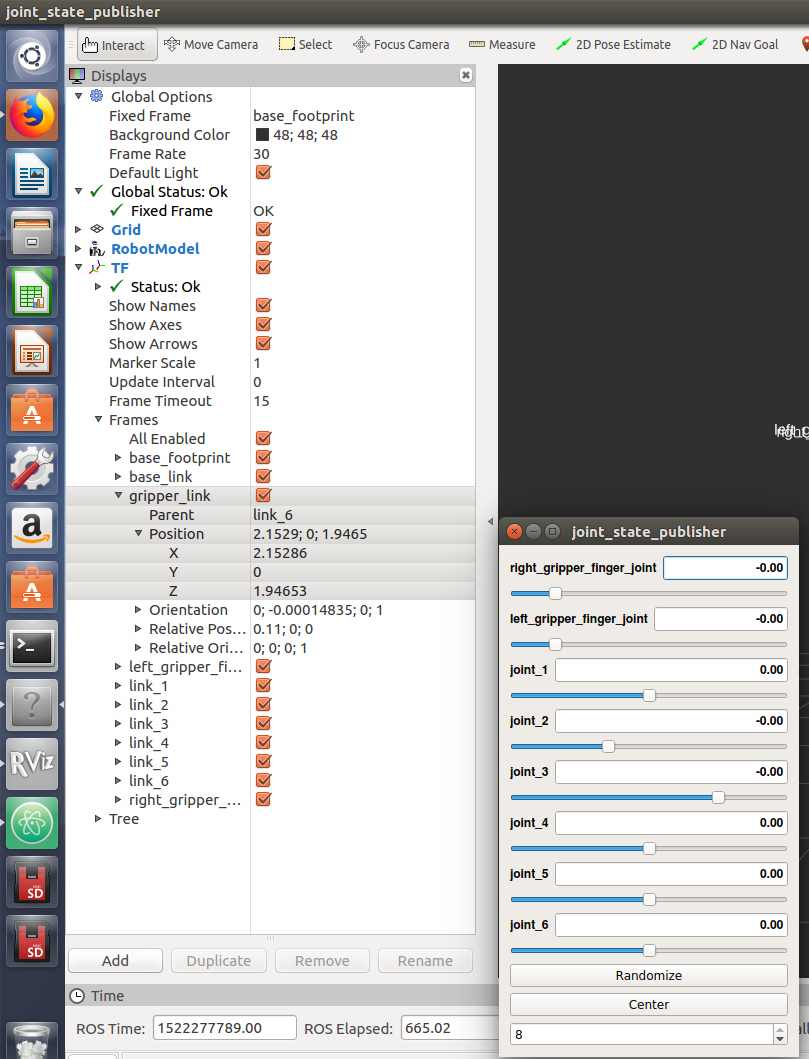 joint_state_publisher
Interact Move Camera Select Focus Camera Measure 2D Pose Estimate 2D Nav Goal
Displays
Global Options
Fixed Frame base_footprint
Background Color 48; 48; 48
Frame Rate 30
Default Light
Global Status: Ok
Fixed Frame OK
Grid
RobotModel
TF
Status: Ok
Show Names
Show Axes
Show Arrows
Marker Scale 1
Update Interval 0
Frame Timeout 15
Frames
All Enabled
base_footprint
base_link
gripper_link
Parent link_6
Position 2.1529; 0; 1.9465
X 2.15286
Y 0
Z 1.94653
Orientation 0; -0.00014835; 0; 1
Relative Pos... 0.11; 0; 0
Relative Ori... 0; 0; 0; 1
left_gripper_fi...
link_1
link_2
link_3
link_4
link_5
link_6
right_gripper_...
Tree
Add Duplicate Remove Rename
Time
ROS Time: 1522277789.00 ROS Elapsed: 665.02
joint_state_publisher
right_gripper_finger_joint -0.00
left_gripper_finger_joint -0.00
joint_1 0.00
joint_2 -0.00
joint_3 -0.00
joint_4 0.00
joint_5 0.00
joint_6 0.00
Randomize
Center
8
a
>_
?
RViz
SD
SD